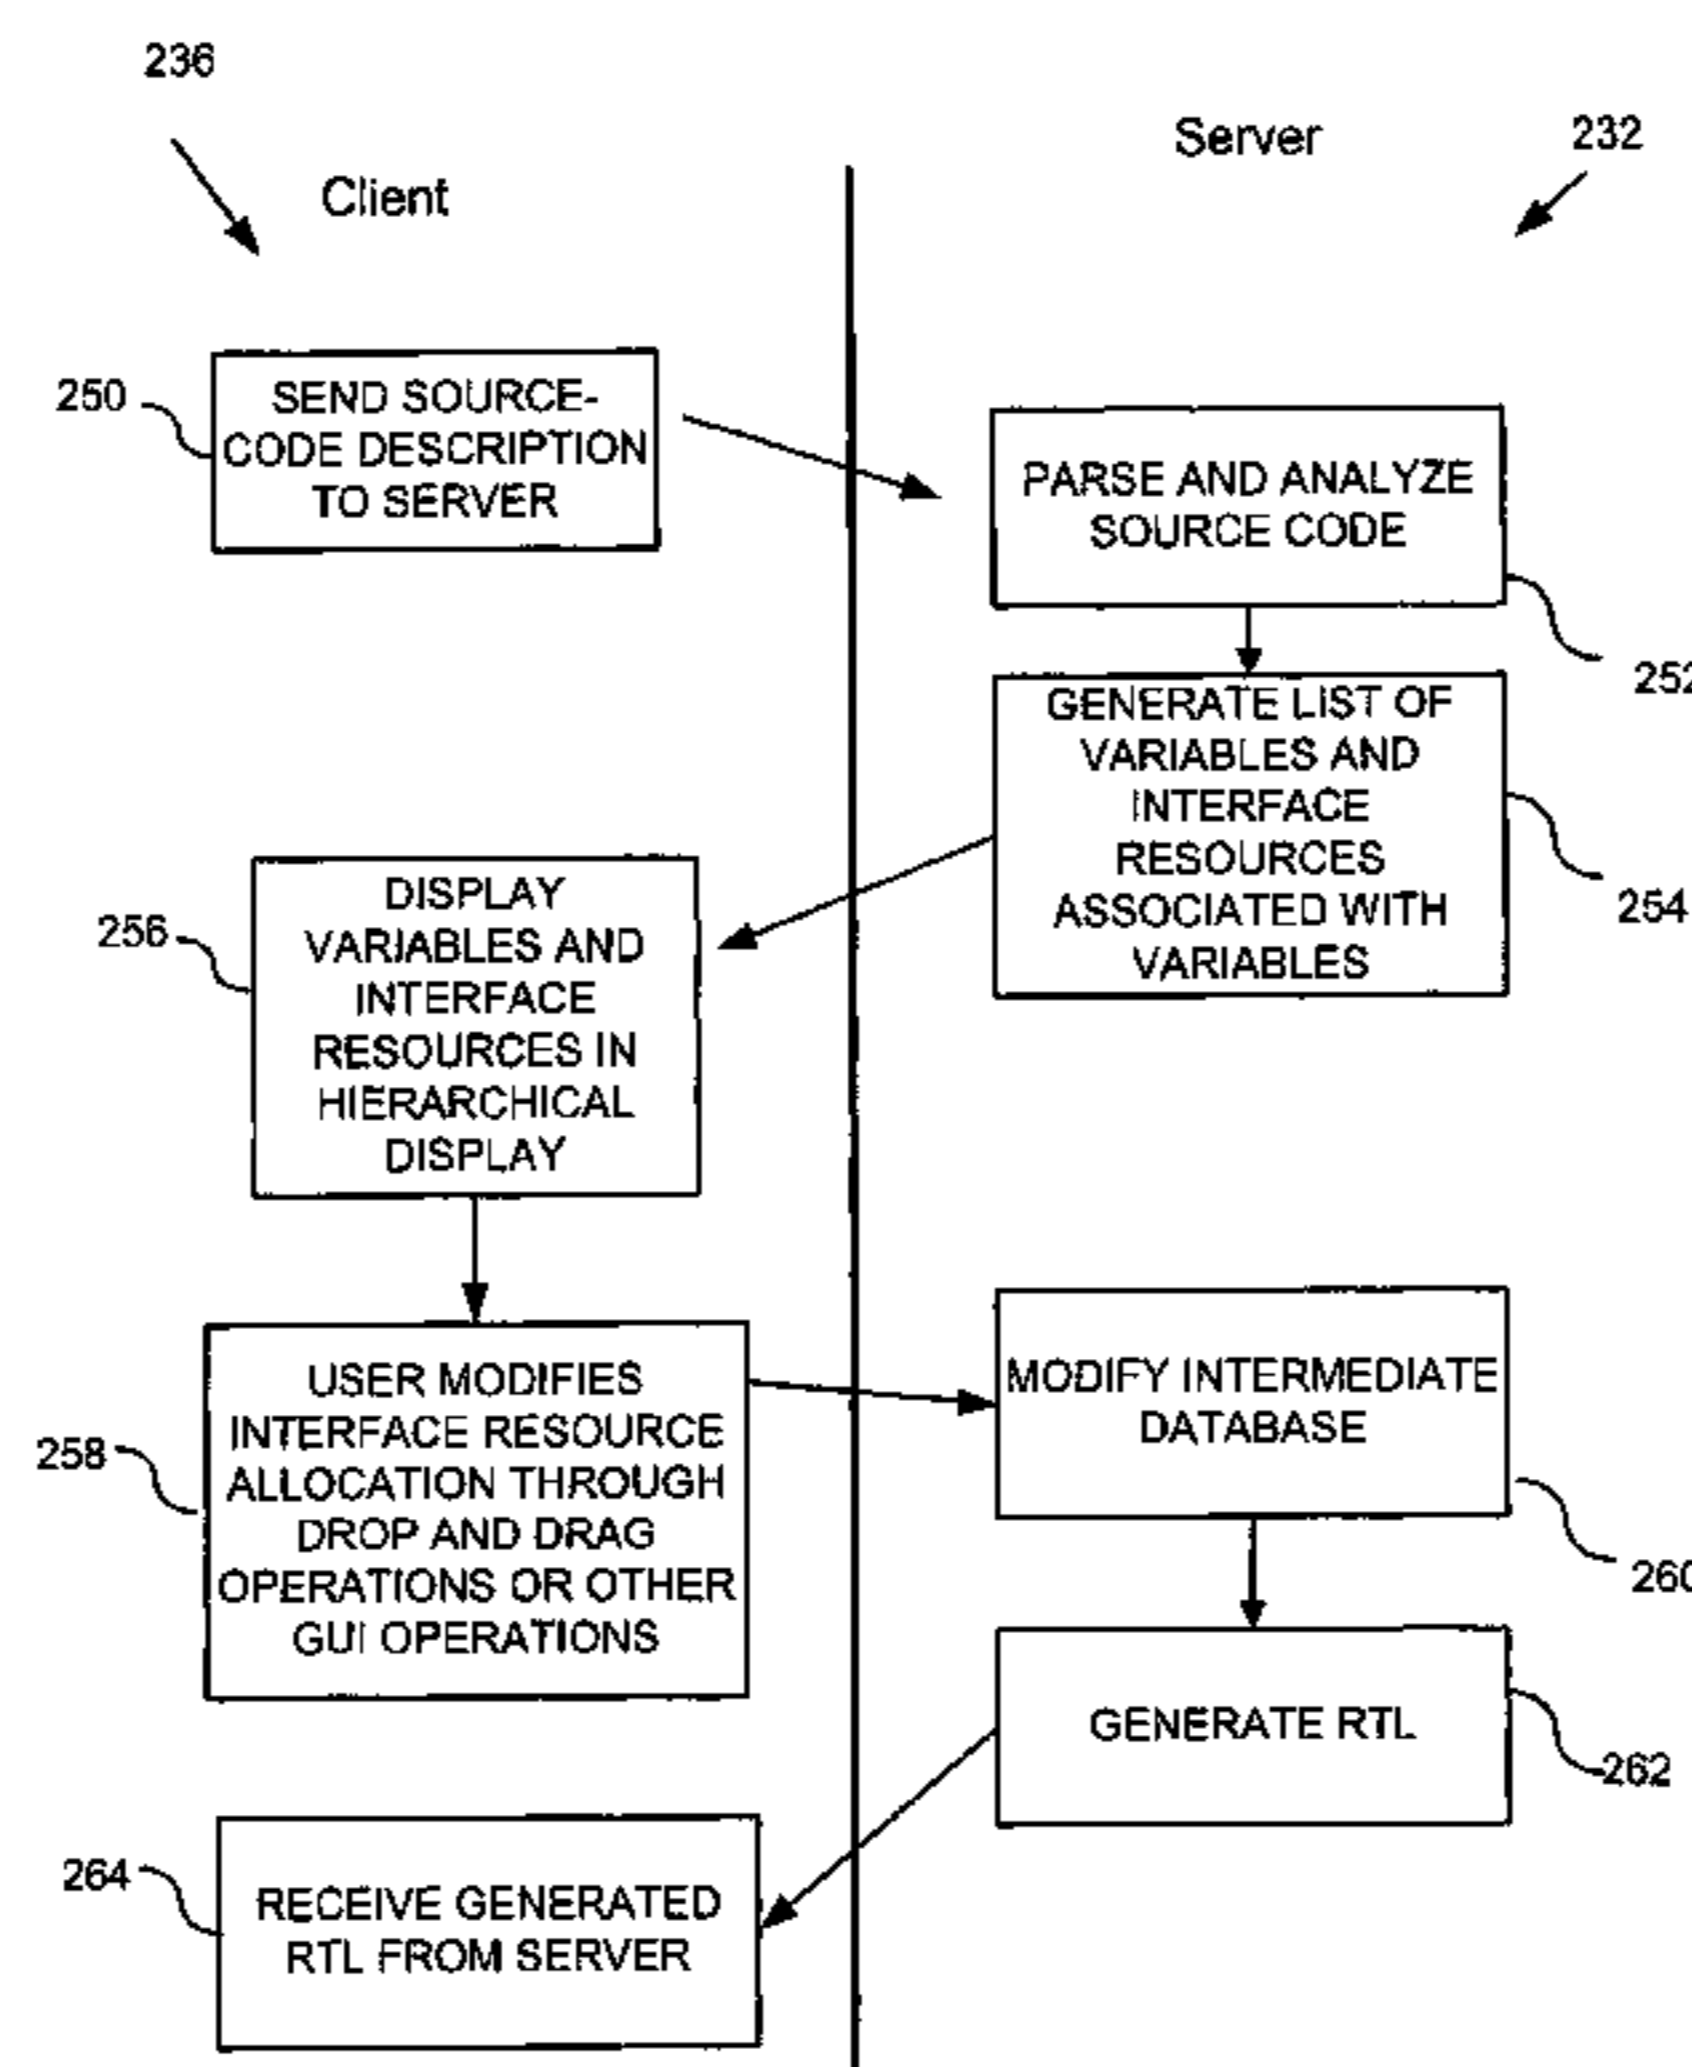 236
Client
Server
232
250
SEND SOURCE-
CODE DESCRIPTION
TO SERVER
PARSE AND ANALYZE
SOURCE CODE
252
GENERATE LIST OF
VARIABLES AND
INTERFACE
RESOURCES
ASSOCIATED WITH
VARIABLES
254
256
DISPLAY
VARIABLES AND
INTERFACE
RESOURCES IN
HIERARCHICAL
DISPLAY
258
USER MODIFIES
INTERFACE RESOURCE
ALLOCATION THROUGH
DROP AND DRAG
OPERATIONS OR OTHER
GUI OPERATIONS
MODIFY INTERMEDIATE
DATABASE
260
GENERATE RTL
262
264
RECEIVE GENERATED
RTL FROM SERVER